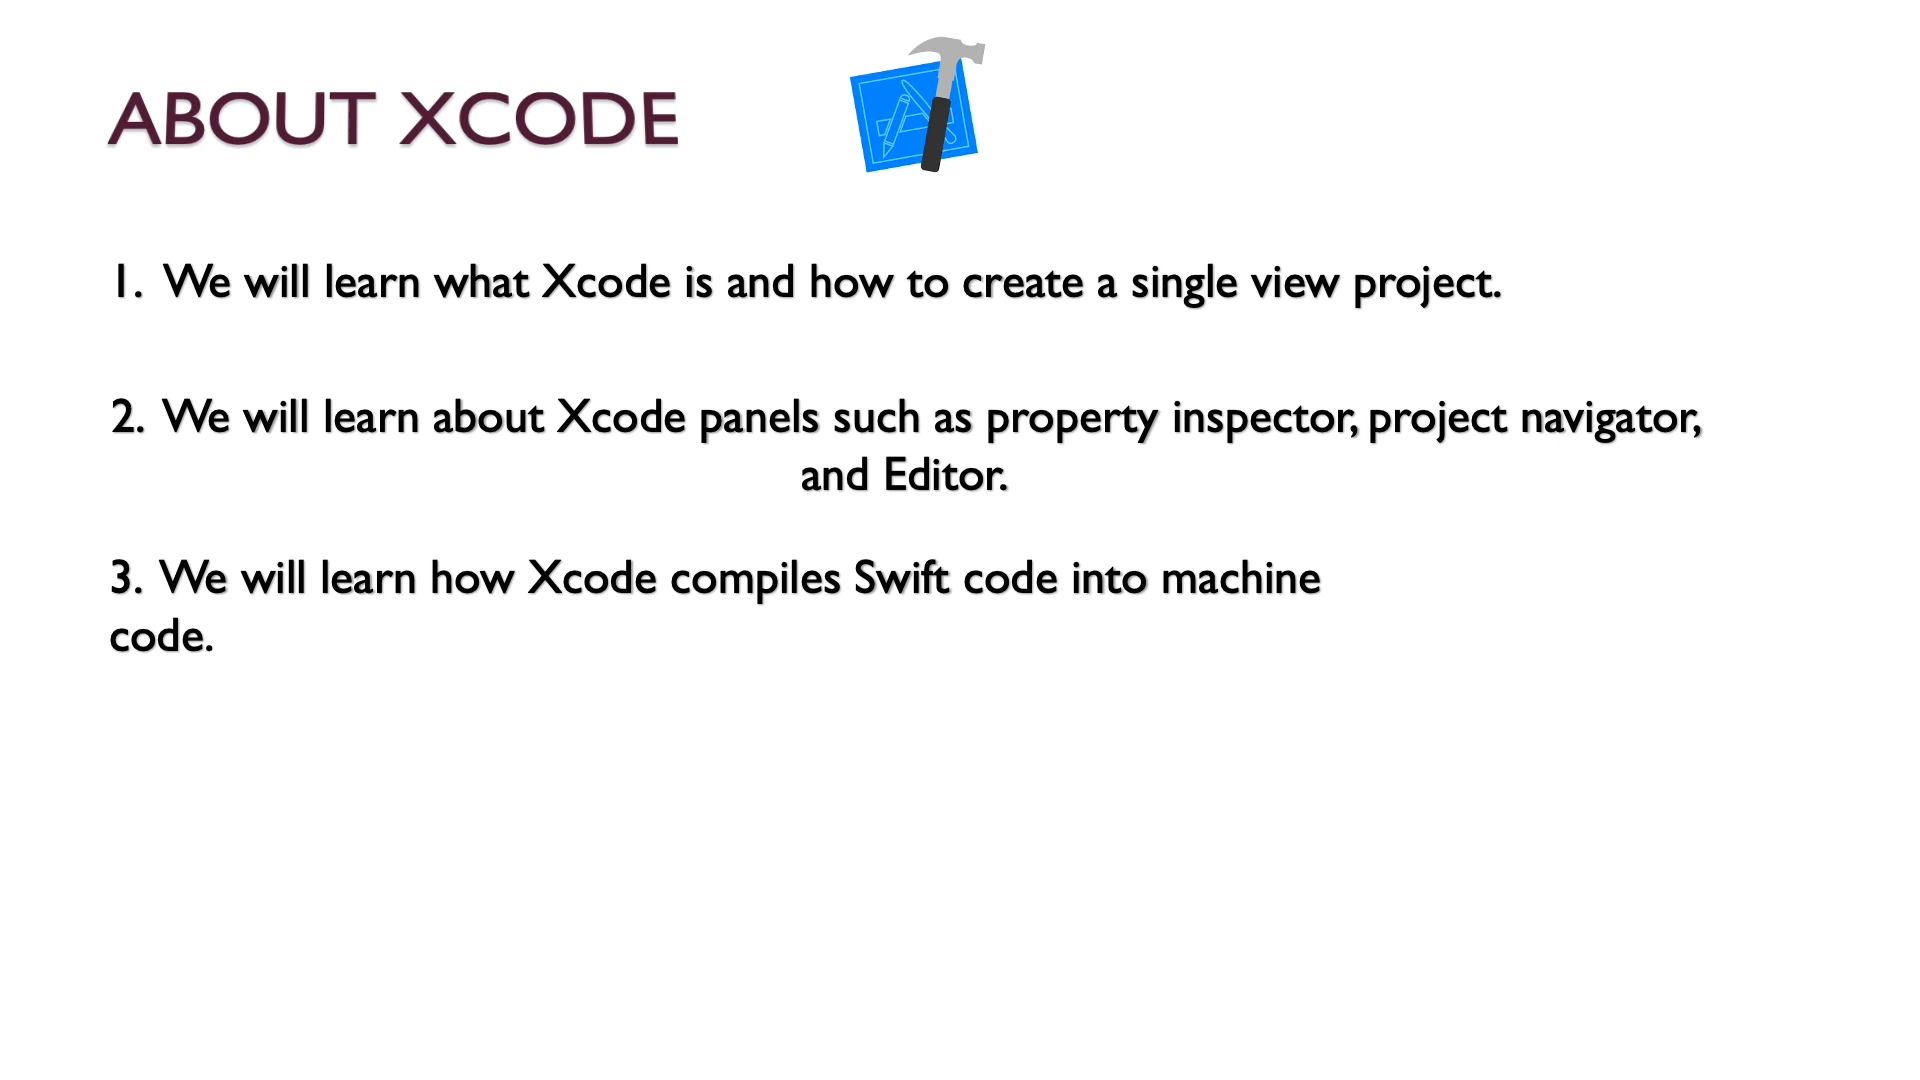 ABOUT XCODE
1. We will learn what Xcode is and how to create a single view project.
2. We will learn about Xcode panels such as property inspector, project navigator,
and Editor.
3. We will learn how Xcode compiles Swift code into machine
code.